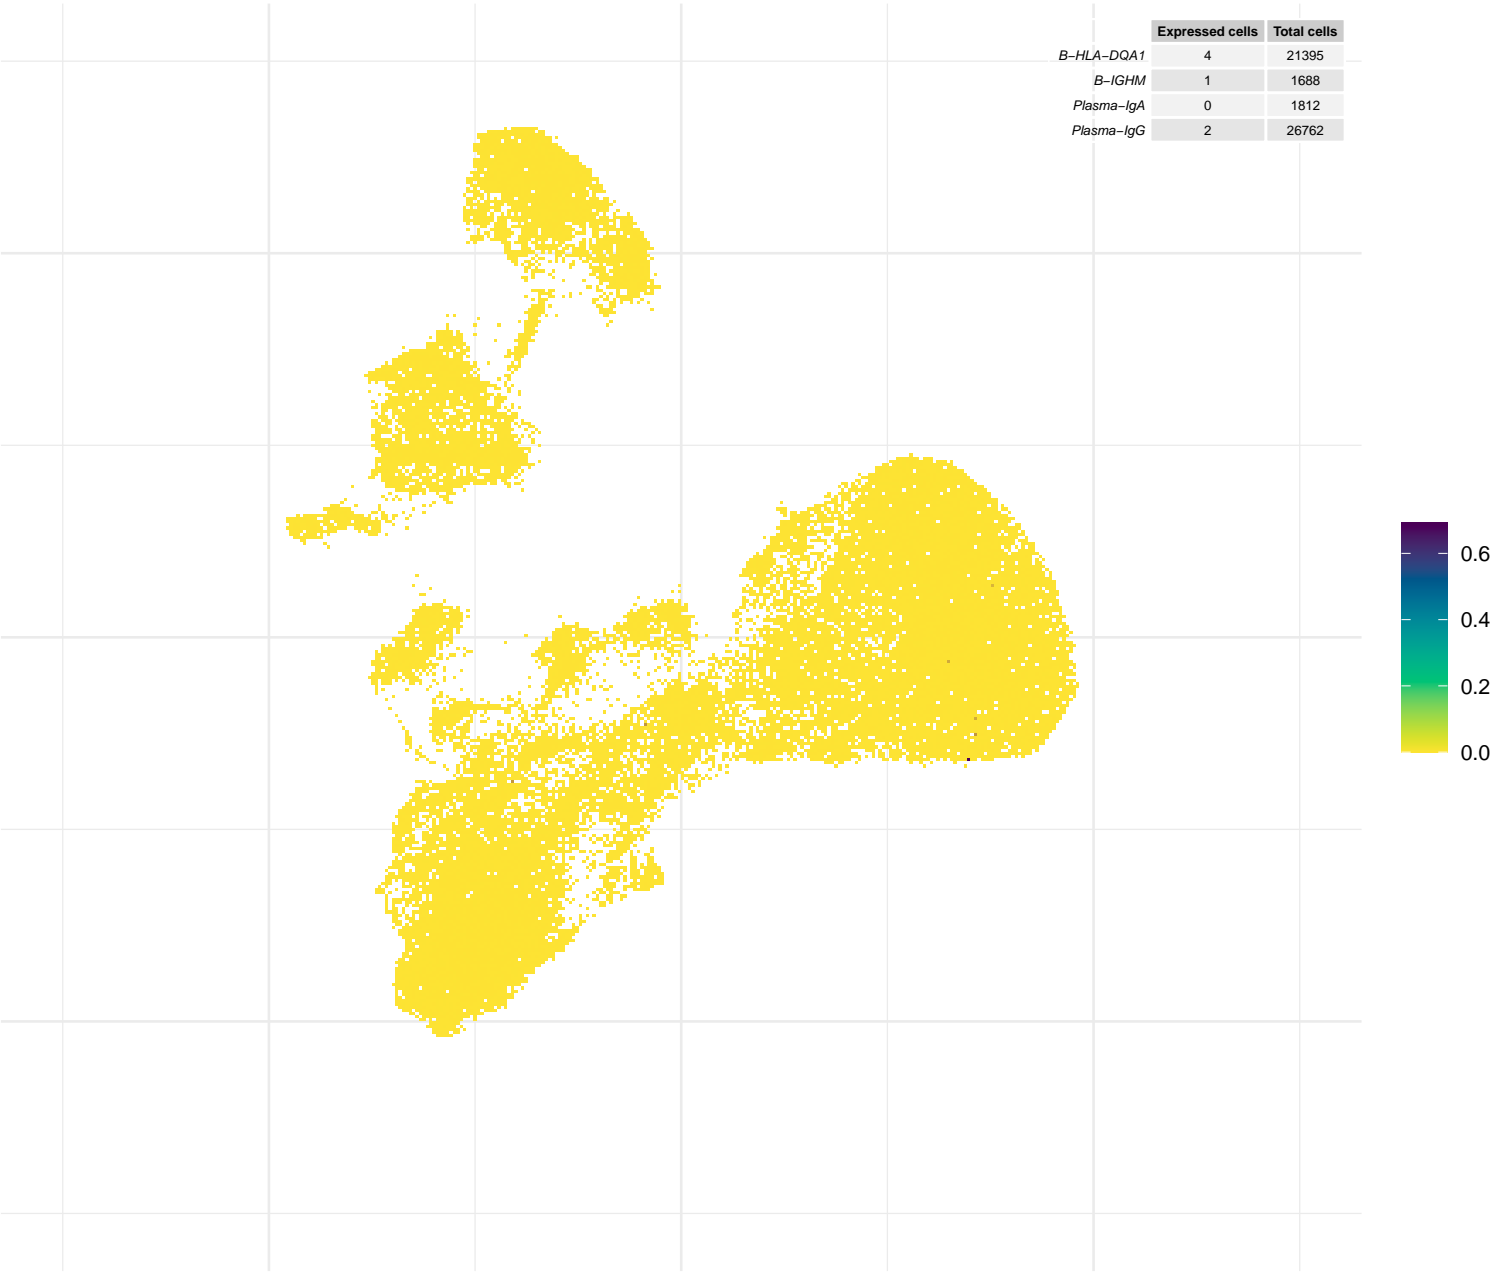 Expressed cells Total cells
B−HLA−DQA1 4 21395
B−IGHM 1 1688
Plasma−IgA 0 1812
Plasma−IgG 2 26762
0.6
0.4
0.2
0.0